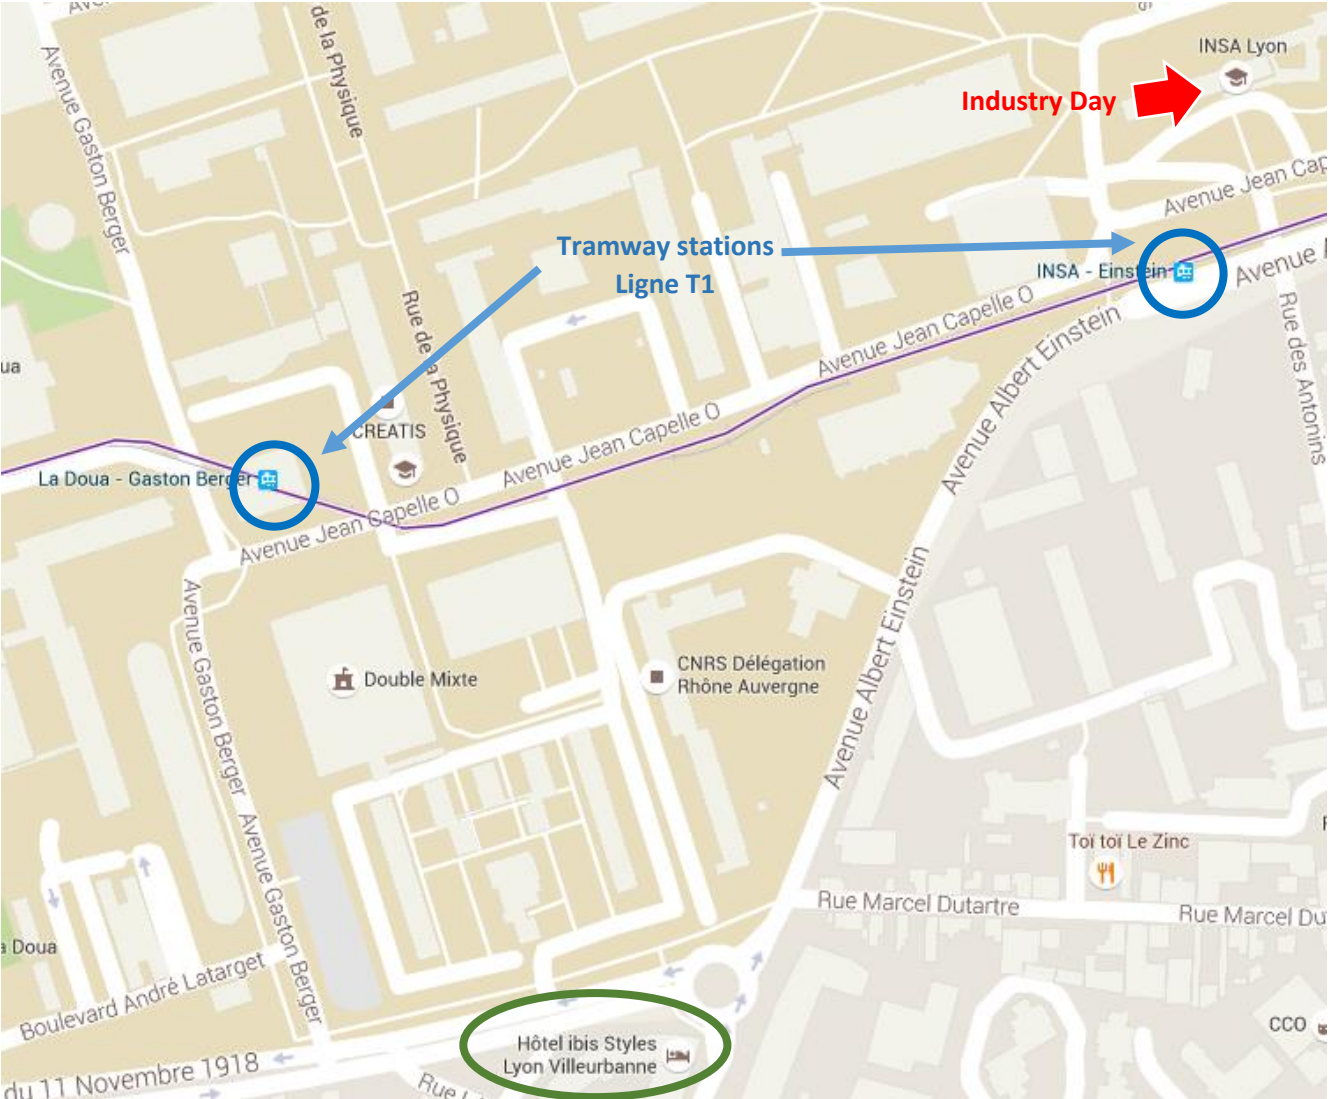 INSA Lyon
Industry Day
de la Physique
Avenue Gaston Berger
Avenue Jean Cap
Tramway stations
Ligne T1
INSA - Einstein
Avenue A
Rue de la Physique
Avenue Jean Capelle O
Avenue Albert Einstein
Rue des Antonins
ua
CREATIS
Avenue Jean Capelle O
La Doua - Gaston Berger
Avenue Jean Capelle O
Avenue Albert Einstein
Avenue Gaston Berger
Double Mixte
CNRS Délégation
Rhône Auvergne
Avenue Gaston Berger
Toï toï Le Zinc
Rue Marcel Dutartre
Rue Marcel Du
a Doua
Boulevard André Latarget
Hôtel ibis Styles
Lyon Villeurbanne
CCO
du 11 Novembre 1918
Rue